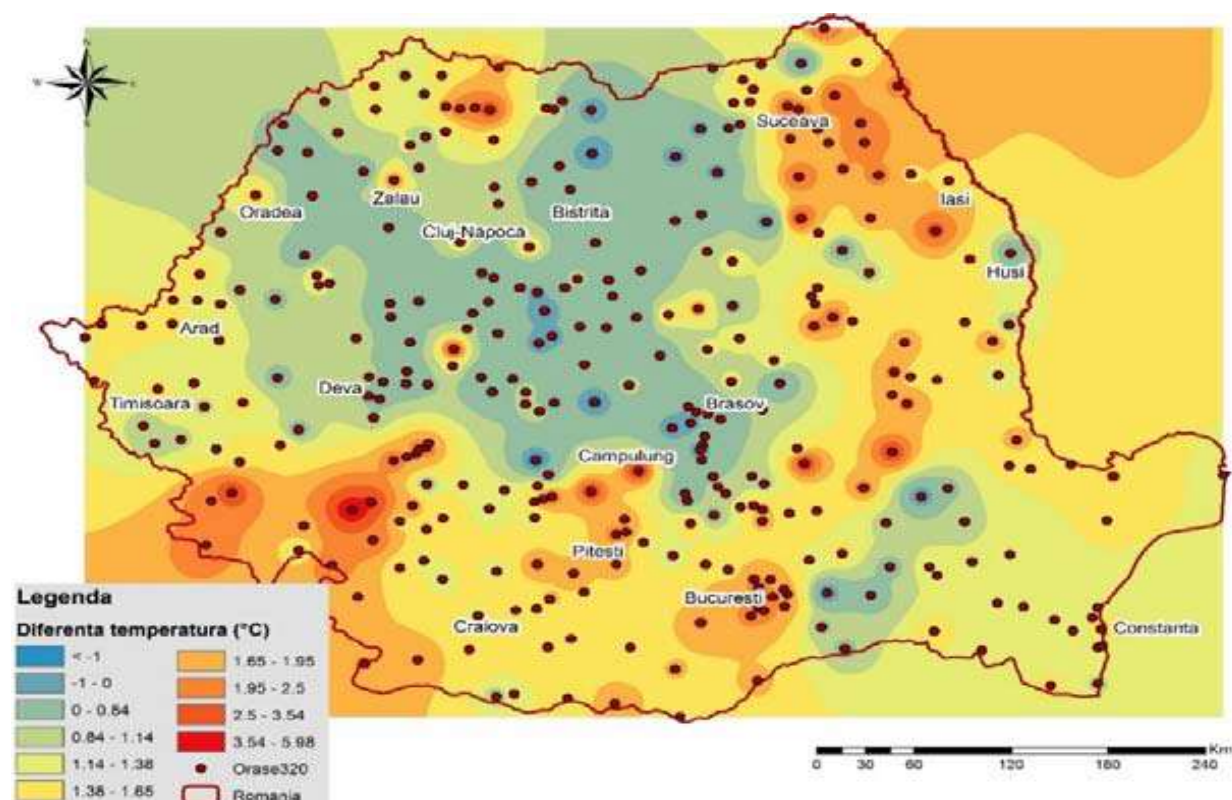 N
W
E
S
Suceava
Oradea
Zalau
Cluj-Napoca
Bistrita
Iasi
Husi
Arad
Timisoara
Deva
Brasov
Campulung
Pitesti
Bucuresti
Craiova
Constanta
Legenda
Diferenta temperatura (°C)
< -1
-1 - 0
0 - 0.84
0.84 - 1.14
1.14 - 1.38
1.38 - 1.65
1.65 - 1.95
1.95 - 2.5
2.5 - 3.54
3.54 - 5.98
Orase320
Romania
Km
0 30 60 120 180 240